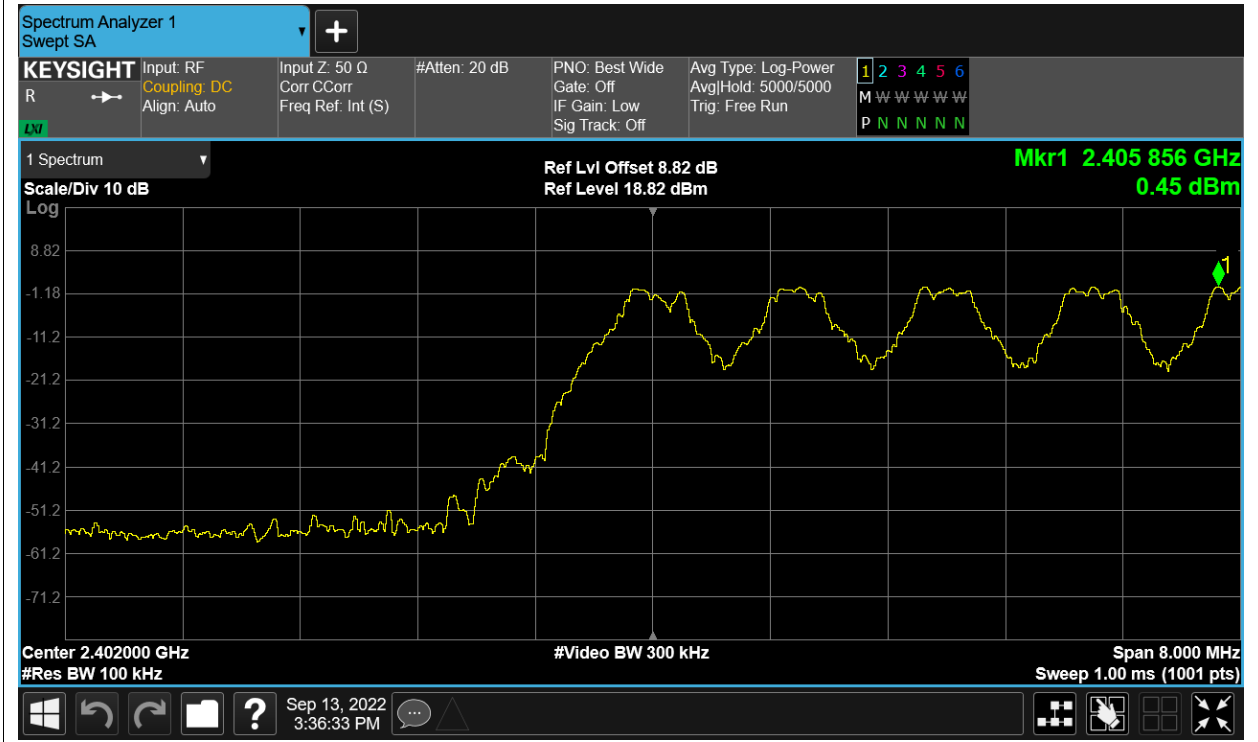 Spectrum Analyzer 1
Swept SA
KEYSIGHT
R
LXI
Input: RF
Coupling: DC
Align: Auto
Input Z: 50 Ω
Corr CCorr
Freq Ref: Int (S)
#Atten: 20 dB
PNO: Best Wide
Gate: Off
IF Gain: Low
Sig Track: Off
Avg Type: Log-Power
Avg|Hold: 5000/5000
Trig: Free Run
1 2 3 4 5 6
M W W W W W
P N N N N N
1 Spectrum
Scale/Div 10 dB
Ref Lvl Offset 8.82 dB
Ref Level 18.82 dBm
Mkr1 2.405 856 GHz
0.45 dBm
Log
8.82
-1.18
-11.2
-21.2
-31.2
-41.2
-51.2
-61.2
-71.2
1
Center 2.402000 GHz
#Video BW 300 kHz
Span 8.000 MHz
#Res BW 100 kHz
Sweep 1.00 ms (1001 pts)
?
Sep 13, 2022
3:36:33 PM